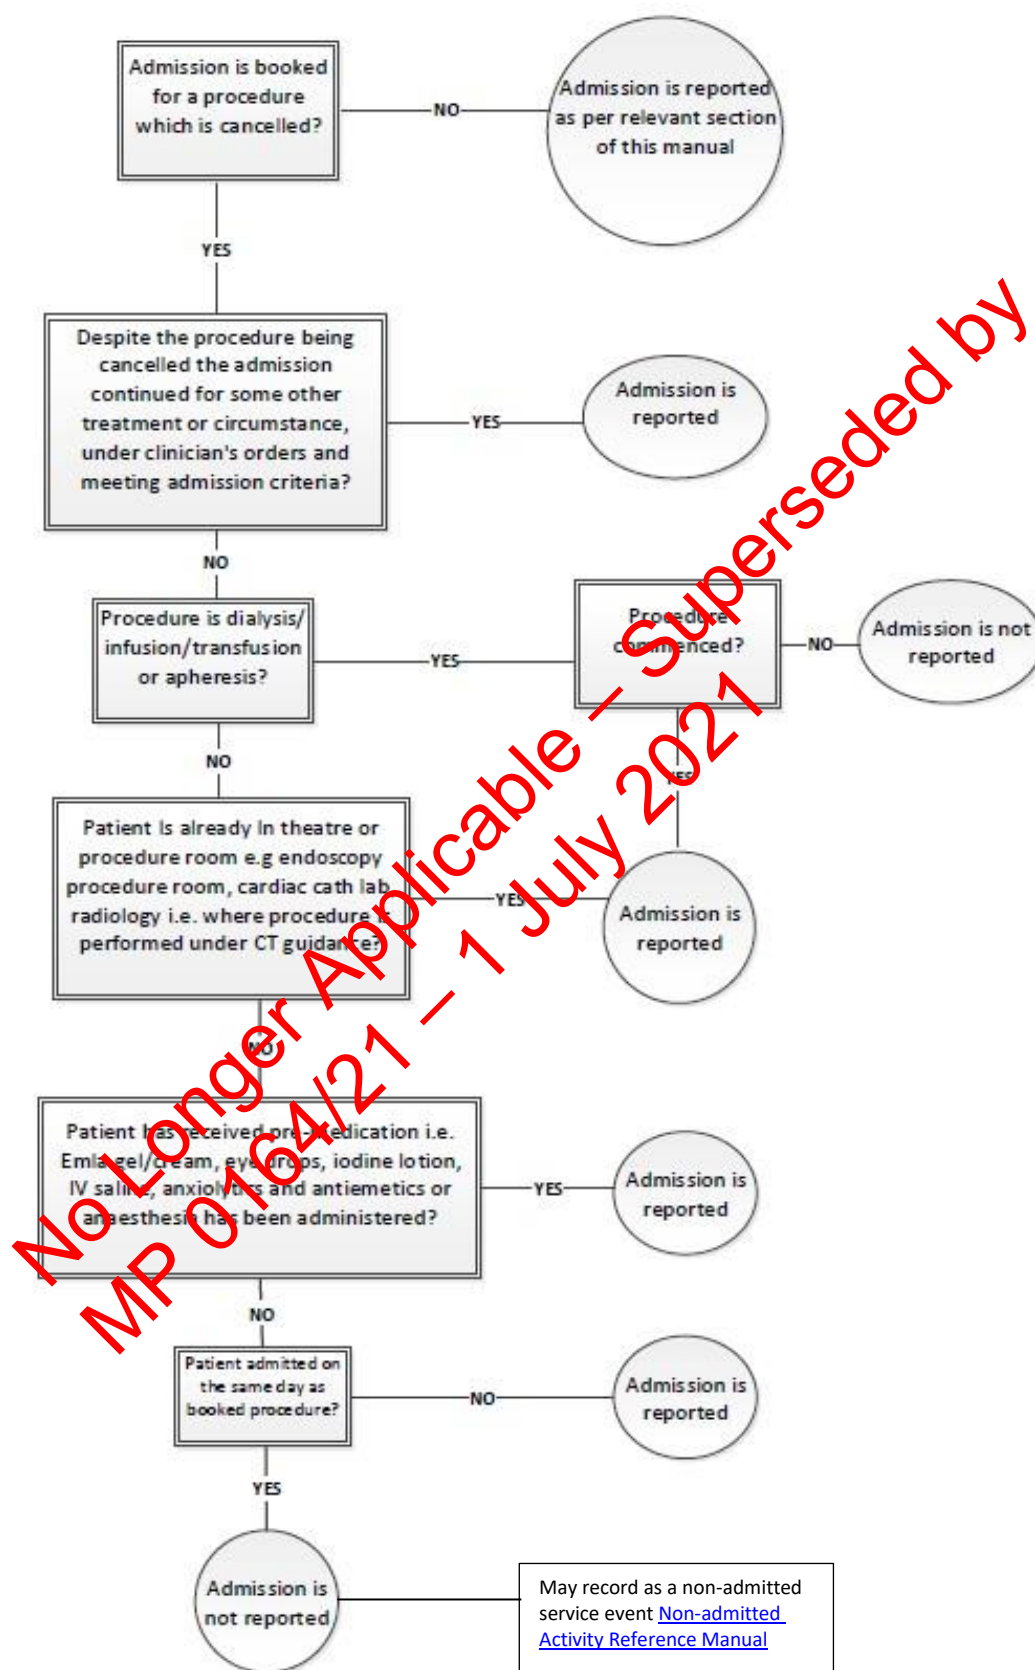 Admission is booked
for a procedure
which is cancelled?
NO
Admission is reported
as per relevant section
of this manual
YES
Despite the procedure being
cancelled the admission
continued for some other
treatment or circumstance,
under clinician's orders and
meeting admission criteria?
YES
Admission is
reported
NO
Procedure is dialysis/
infusion/transfusion
or apheresis?
YES
Procedure
commenced?
NO
Admission is not
reported
YES
NO
Patient Is already In theatre or
procedure room e.g endoscopy
procedure room, cardiac cath lab
radiology i.e. where procedure is
performed under CT guidance?
YES
Admission is
reported
NO
Patient has received pre-medication i.e.
Emla gel/cream, eye drops, iodine lotion,
IV saline, anxiolytics and antiemetics or
anaesthesia has been administered?
YES
Admission is
reported
NO
Patient admitted on
the same day as
booked procedure?
NO
Admission is
reported
YES
Admission is
not reported
May record as a non-admitted
service event Non-admitted
Activity Reference Manual
No Longer Applicable – Superseded by
MP 0164/21 – 1 July 2021